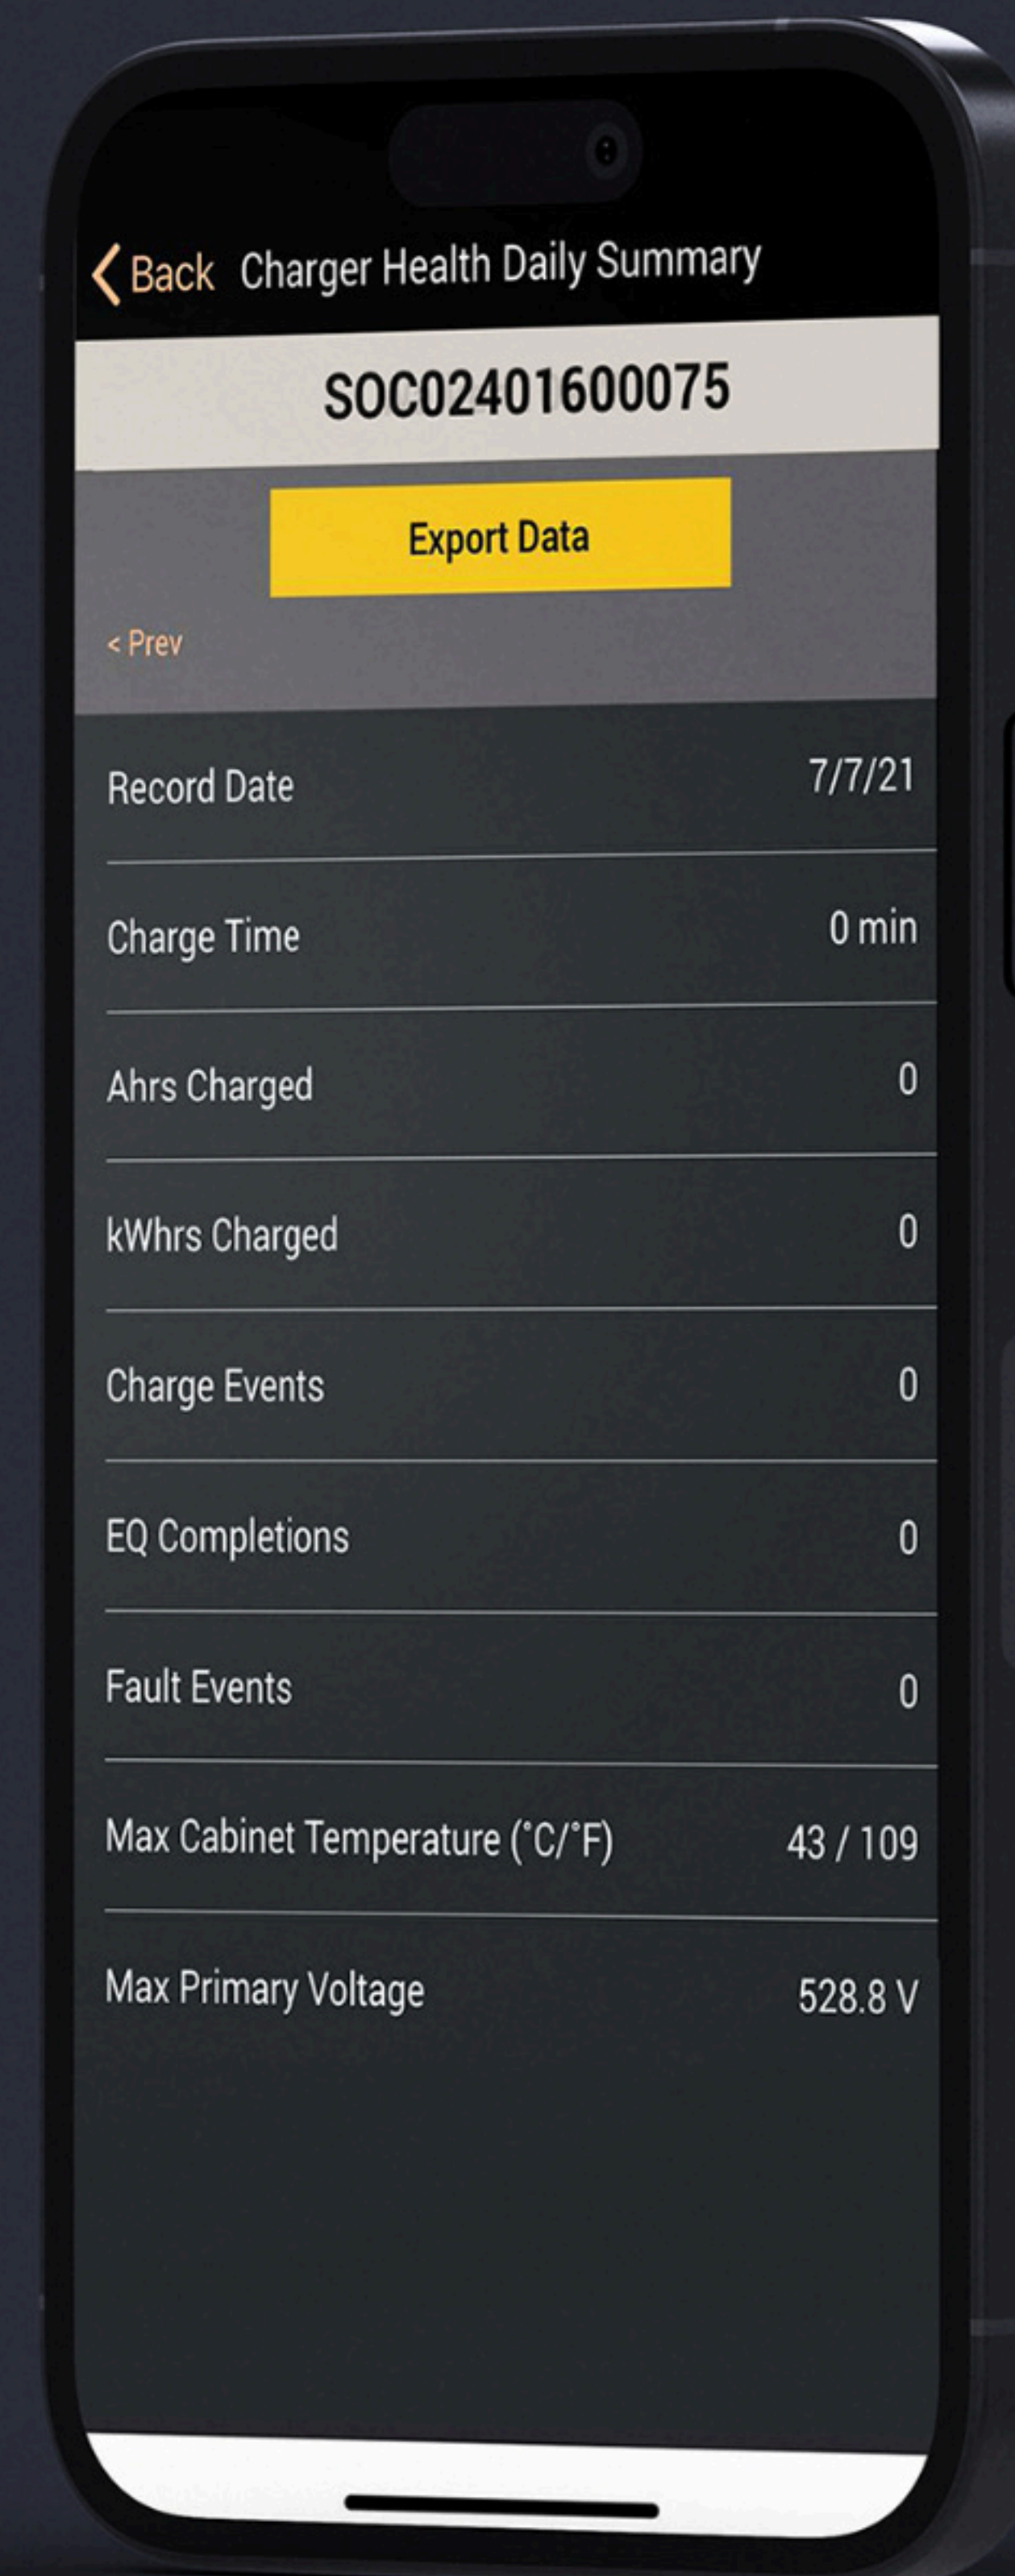 Back Charger Health Daily Summary
SOC02401600075
Export Data
< Prev
Record Date 7/7/21
Charge Time 0 min
Ahrs Charged 0
kWhrs Charged 0
Charge Events 0
EQ Completions 0
Fault Events 0
Max Cabinet Temperature (°C/°F) 43 / 109
Max Primary Voltage 528.8 V